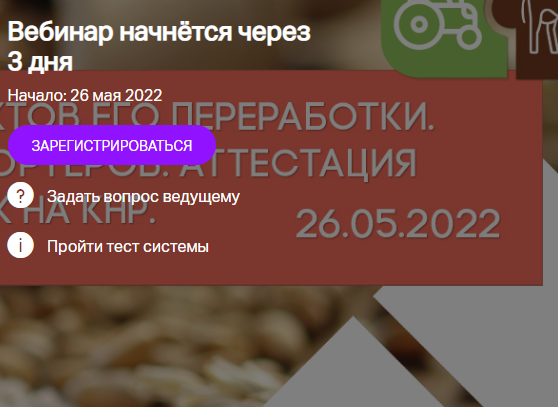 Вебинар начнётся через
3 дня
Начало: 26 мая 2022
КТОВ ЕГО ПЕРЕРАБОТКИ.
ЗАРЕГИСТРИРОВАТЬСЯ
ОРТЕРОВ. АТТЕСТАЦИЯ
? Задать вопрос ведущему
К НА КНР.
26.05.2022
i Пройти тест системы